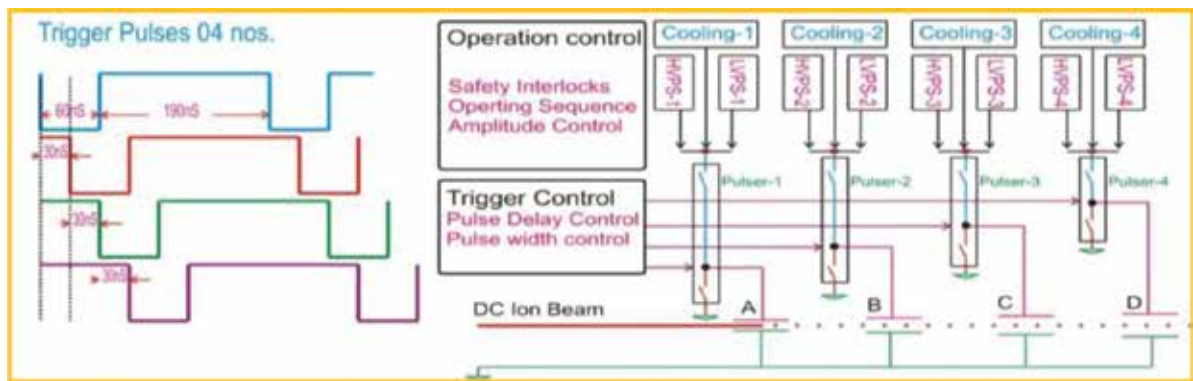 Trigger Pulses 04 nos.
60nS
190nS
30nS
30nS
30nS
Operation control
Safety Interlocks
Operting Sequence
Amplitude Control
Trigger Control
Pulse Delay Control
Pulse width control
Cooling-1
Cooling-2
Cooling-3
Cooling-4
HVPS-1
LVPS-1
HVPS-2
LVPS-2
HVPS-3
LVPS-3
HVPS-4
LVPS-4
Pulser-1
Pulser-2
Pulser-3
Pulser-4
DC Ion Beam
A
B
C
D